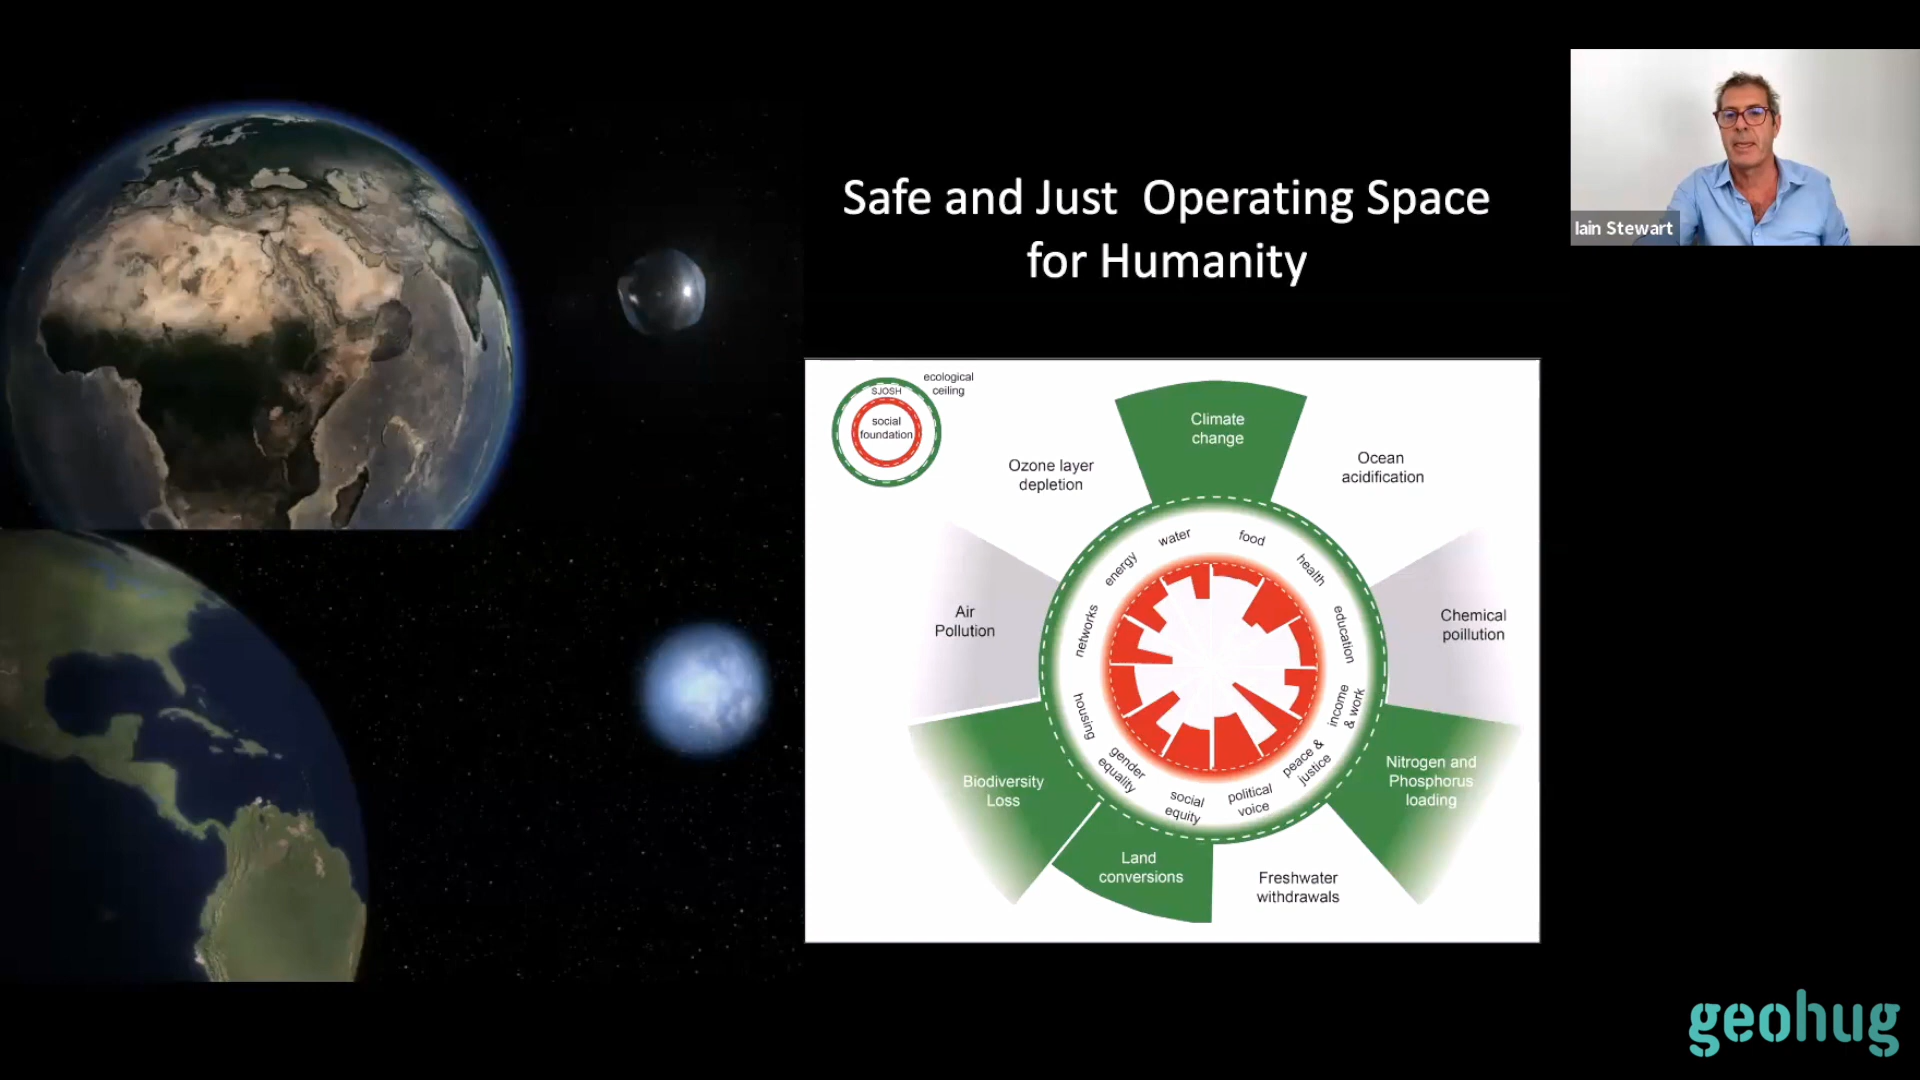 Safe and Just Operating Space
for Humanity
Iain Stewart
ecological
ceiling
SJOSH
social
foundation
Climate
change
Ozone layer
depletion
Ocean
acidification
Air
Pollution
Chemical
poillution
Biodiversity
Loss
Nitrogen and
Phosphorus
loading
Land
conversions
Freshwater
withdrawals
water
food
health
education
income
& work
peace &
justice
political
voice
social
equity
gender
equality
housing
networks
energy
geohug